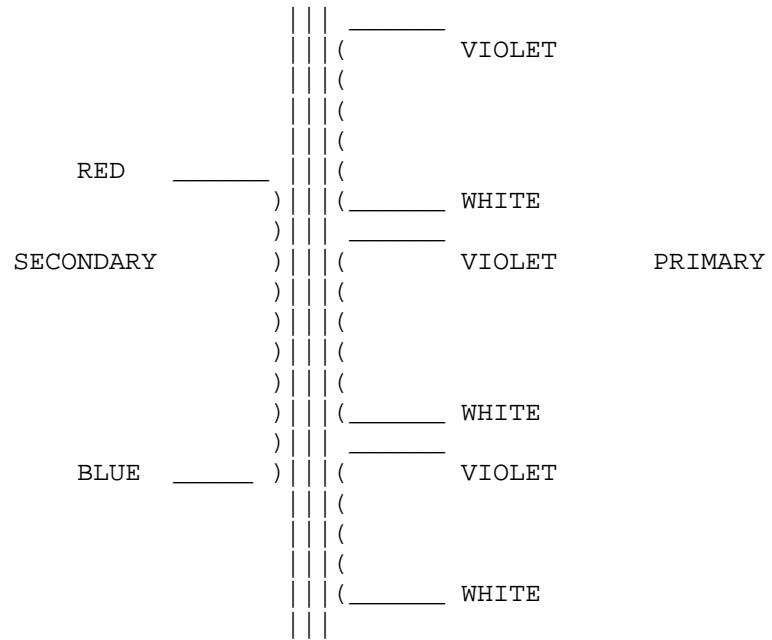 VIOLET
RED
WHITE
SECONDARY VIOLET PRIMARY
WHITE
BLUE VIOLET
WHITE